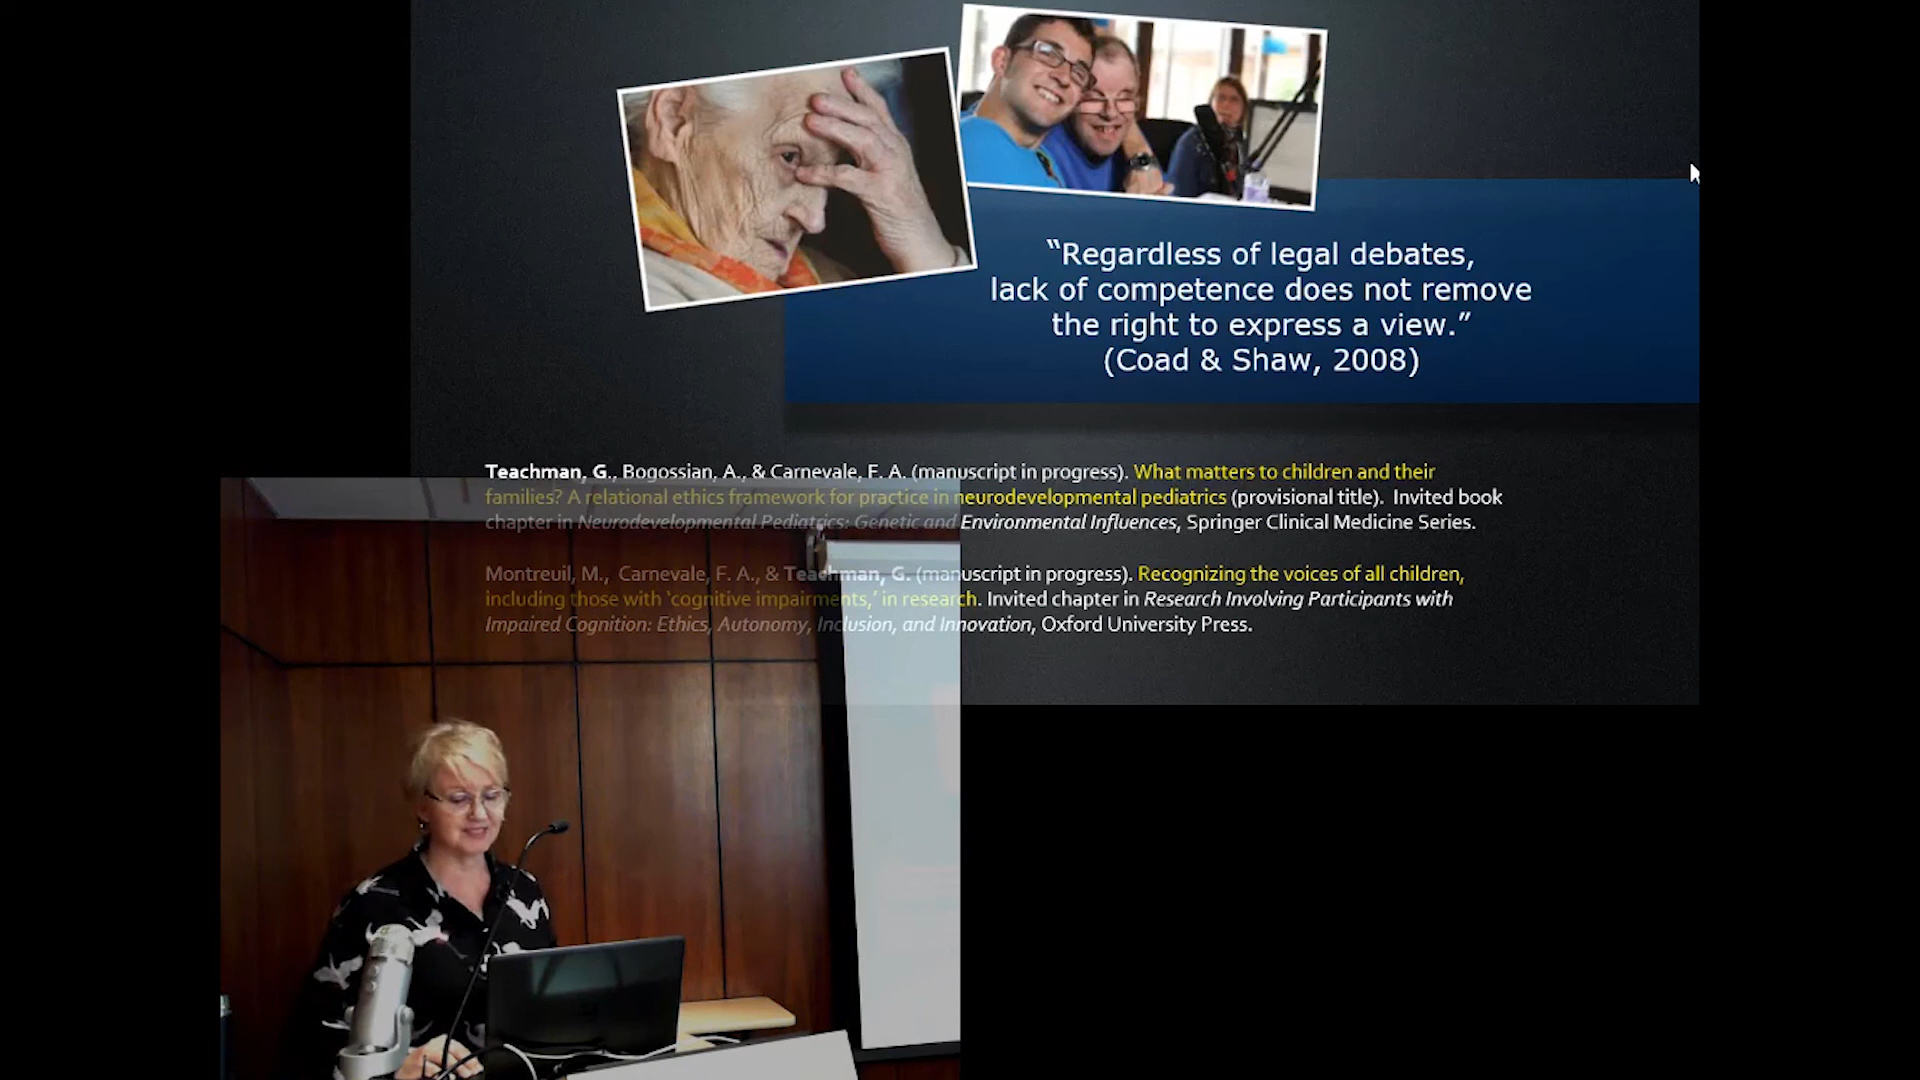 “Regardless of legal debates,
lack of competence does not remove
the right to express a view.”
(Coad & Shaw, 2008)
Teachman, G., Bogossian, A., & Carnevale, F. A. (manuscript in progress). What matters to children and their
families? A relational ethics framework for practice in neurodevelopmental pediatrics (provisional title). Invited book
chapter in Neurodevelopmental Pediatrics: Genetic and Environmental Influences, Springer Clinical Medicine Series.
Montreuil, M., Carnevale, F. A., & Teachman, G. (manuscript in progress). Recognizing the voices of all children,
including those with ‘cognitive impairments,’ in research. Invited chapter in Research Involving Participants with
Impaired Cognition: Ethics, Autonomy, Inclusion, and Innovation, Oxford University Press.